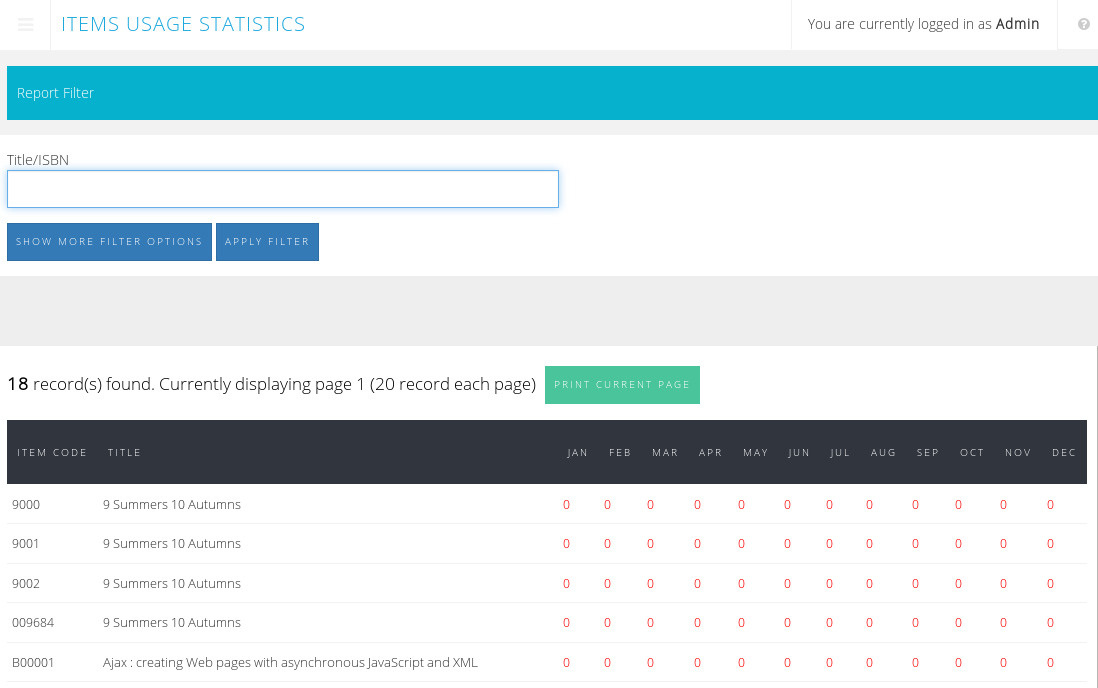 ITEMS USAGE STATISTICS You are currently logged in as Admin
Report Filter
Title/ISBN
SHOW MORE FILTER OPTIONS APPLY FILTER
18 record(s) found. Currently displaying page 1 (20 record each page) PRINT CURRENT PAGE
ITEM CODE TITLE JAN FEB MAR APR MAY JUN JUL AUG SEP OCT NOV DEC
9000 9 Summers 10 Autumns 0 0 0 0 0 0 0 0 0 0 0 0
9001 9 Summers 10 Autumns 0 0 0 0 0 0 0 0 0 0 0 0
9002 9 Summers 10 Autumns 0 0 0 0 0 0 0 0 0 0 0 0
009684 9 Summers 10 Autumns 0 0 0 0 0 0 0 0 0 0 0 0
B00001 Ajax : creating Web pages with asynchronous JavaScript and XML 0 0 0 0 0 0 0 0 0 0 0 0